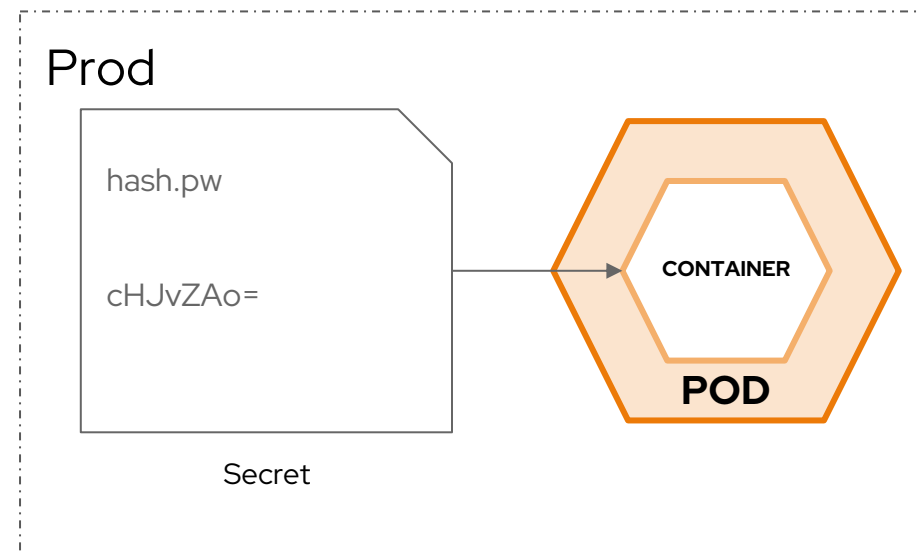 Prod
hash.pw
cHJvZAo=
Secret
CONTAINER
POD